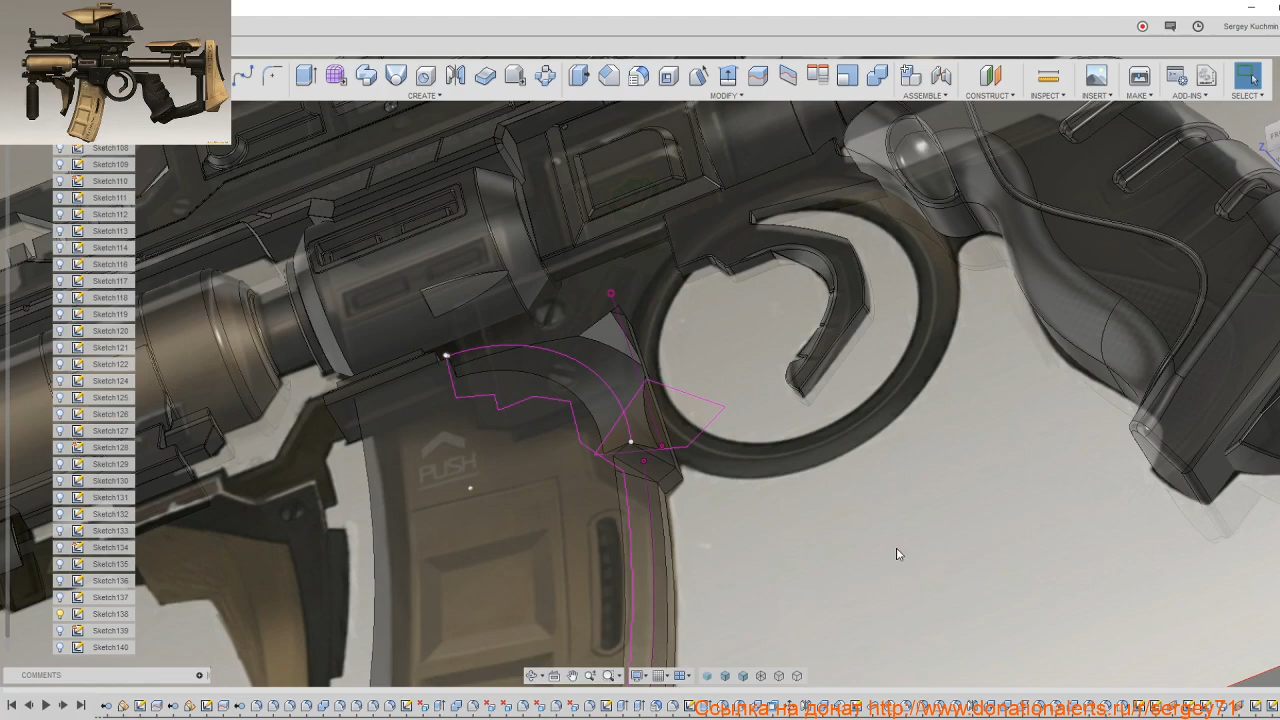 Sergey Kuchmin
CREATE
MODIFY
ASSEMBLE
CONSTRUCT
INSPECT
INSERT
MAKE
ADD-INS
SELECT
Sketch108
Sketch109
Sketch110
Sketch111
Sketch112
Sketch113
Sketch114
Sketch116
Sketch117
Sketch118
Sketch119
Sketch120
Sketch121
Sketch122
Sketch124
Sketch125
Sketch126
Sketch127
Sketch128
Sketch129
Sketch130
Sketch131
Sketch132
Sketch133
Sketch134
Sketch135
Sketch136
Sketch137
Sketch138
Sketch139
Sketch140
PUSH
COMMENTS
Ссылка на донат http://www.donationalerts.ru/r/sergey71